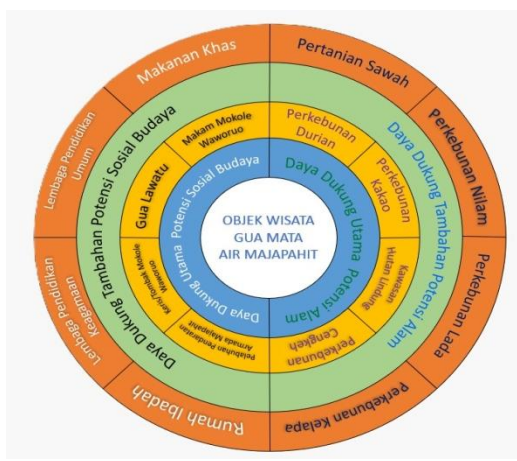 OBJEK WISATA
GUA MATA
AIR MAJAPAHIT
Daya Dukung Utama Potensi Sosial Budaya
Daya Dukung Utama Potensi Alam
Makam Mokole
Waworuo
Gua Lawatu
Waworuo
Pelabuhan Pendaratan
Armada Majapahit
Perkebunan
Durian
Perkebunan
Kakao
Kawasan
Hutan Lindung
Perkebunan
Cengkeh
Daya Dukung Tambahan Potensi Sosial Budaya
Daya Dukung Tambahan Potensi Alam
Makanan Khas
Lembaga Pendidikan
Umum
Lembaga Pendidikan
Keagamaan
Rumah Ibadah
Pertanian Sawah
Perkebunan Nilam
Perkebunan Lada
Perkebunan Kelapa